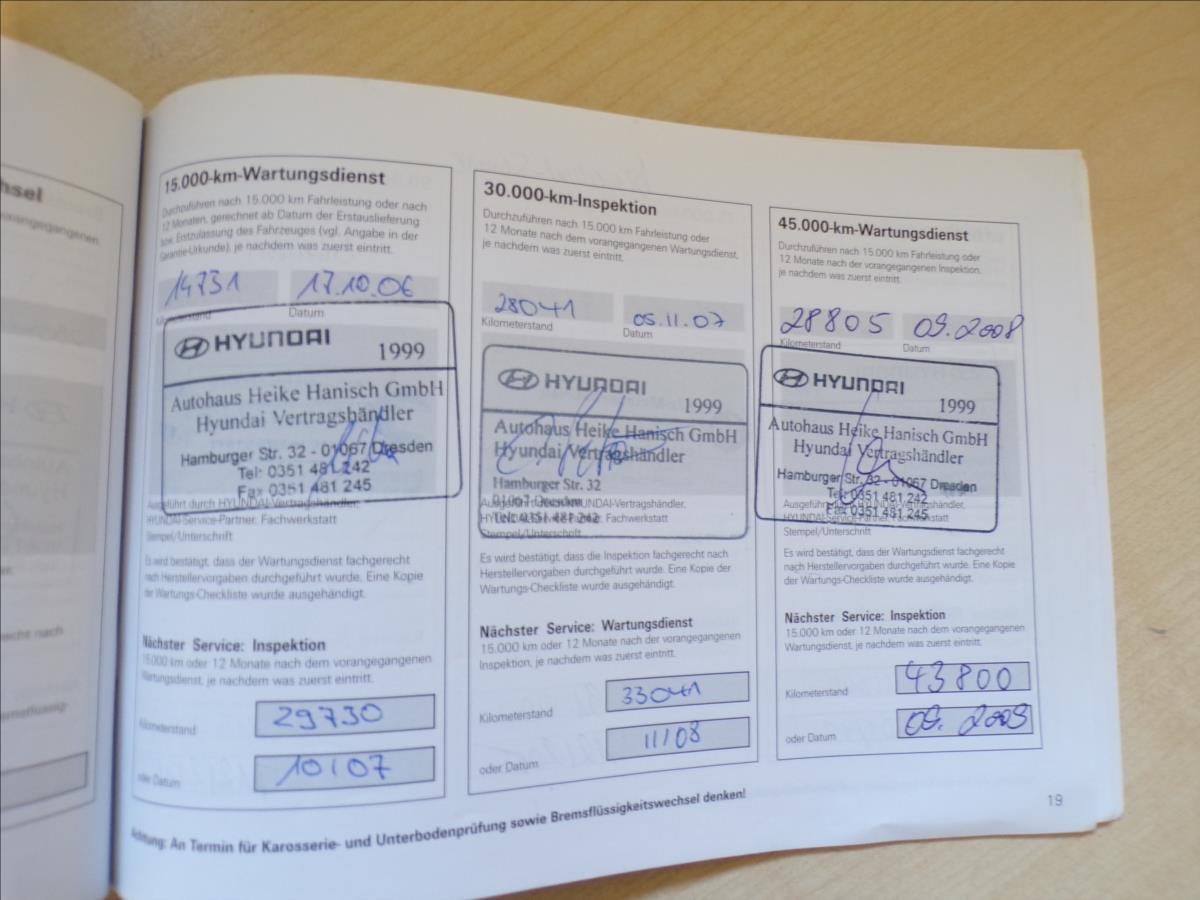 hsel
vorangegangenen
15.000-km-Wartungsdienst
Durchzuführen nach 15.000 km Fahrleistung oder nach
12 Monaten, gerechnet ab Datum der Erstauslieferung
bzw. Erstzulassung des Fahrzeuges (vgl. Angabe in der
Garantie-Urkunde), je nachdem was zuerst eintritt.
14731 17.10.06
Kilometerstand Datum
HYUNDAI
1999
Autohaus Heike Hanisch GmbH
Hyundai Vertragshändler
Hamburger Str. 32 - 01067 Dresden
Tel: 0351 481 242
Fax 0351 481 245
Ausgeführt durch HYUNDAI-Vertragshändler,
HYUNDAI-Service-Partner, Fachwerkstatt
Stempel/Unterschrift
Es wird bestätigt, dass der Wartungsdienst fachgerecht
nach Herstellervorgaben durchgeführt wurde. Eine Kopie
der Wartungs-Checkliste wurde ausgehändigt.
Nächster Service: Inspektion
15.000 km oder 12 Monate nach dem vorangegangenen
Wartungsdienst, je nachdem was zuerst eintritt.
Kilometerstand 29730
oder Datum 10107
30.000-km-Inspektion
Durchzuführen nach 15.000 km Fahrleistung oder
12 Monate nach dem vorangegangenen Wartungsdienst,
je nachdem was zuerst eintritt.
28041 05.11.07
Kilometerstand Datum
HYUNDAI
1999
Autohaus Heike Hanisch GmbH
Hyundai Vertragshändler
Hamburger Str. 32
01067 Dresden
Tel.: 0351 481 242
Ausgeführt durch HYUNDAI-Vertragshändler,
HYUNDAI-Service-Partner, Fachwerkstatt
Stempel/Unterschrift
Es wird bestätigt, dass die Inspektion fachgerecht nach
Herstellervorgaben durchgeführt wurde. Eine Kopie der
Wartungs-Checkliste wurde ausgehändigt.
Nächster Service: Wartungsdienst
15.000 km oder 12 Monate nach der vorangegangenen
Inspektion, je nachdem was zuerst eintritt.
Kilometerstand 33041
oder Datum 11/08
45.000-km-Wartungsdienst
Durchzuführen nach 15.000 km Fahrleistung oder
12 Monate nach der vorangegangenen Inspektion,
je nachdem was zuerst eintritt.
28805 09.2008
Kilometerstand Datum
HYUNDAI
1999
Autohaus Heike Hanisch GmbH
Hyundai Vertragshändler
Hamburger Str. 32 - 01067 Dresden
Tel: 0351 481 242
Fax 0351 481 245
Ausgeführt durch HYUNDAI-Vertragshändler,
HYUNDAI-Service-Partner, Fachwerkstatt
Stempel/Unterschrift
Es wird bestätigt, dass der Wartungsdienst fachgerecht
nach Herstellervorgaben durchgeführt wurde. Eine Kopie
der Wartungs-Checkliste wurde ausgehändigt.
Nächster Service: Inspektion
15.000 km oder 12 Monate nach dem vorangegangenen
Wartungsdienst, je nachdem was zuerst eintritt.
Kilometerstand 43800
oder Datum 09. 2009
Achtung: An Termin für Karosserie- und Unterbodenprüfung sowie Bremsflüssigkeitswechsel denken!
19